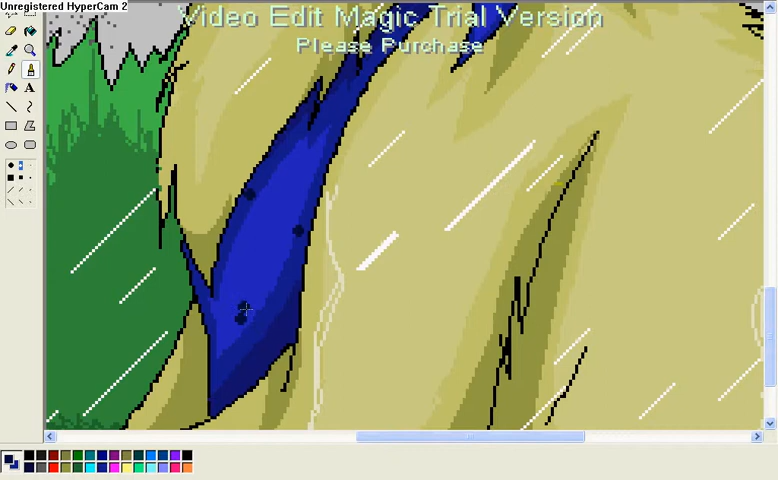 Unregistered HyperCam 2
Video Edit Magic Trial Version
Please Purchase
A